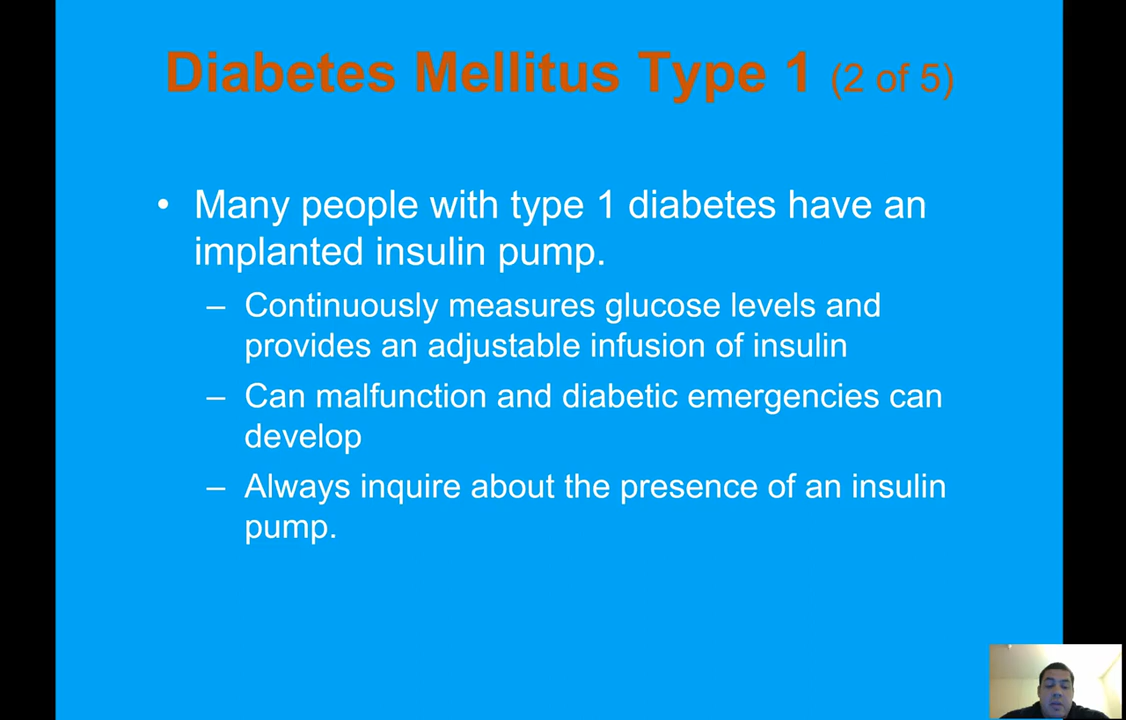 Diabetes Mellitus Type 1 (2 of 5)
• Many people with type 1 diabetes have an
implanted insulin pump.
– Continuously measures glucose levels and
provides an adjustable infusion of insulin
– Can malfunction and diabetic emergencies can
develop
– Always inquire about the presence of an insulin
pump.